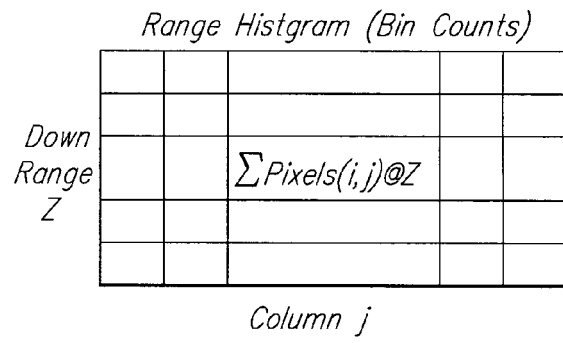 Range Histgram (Bin Counts)
Down
Range
Z
∑Pixels(i,j)@Z
Column j